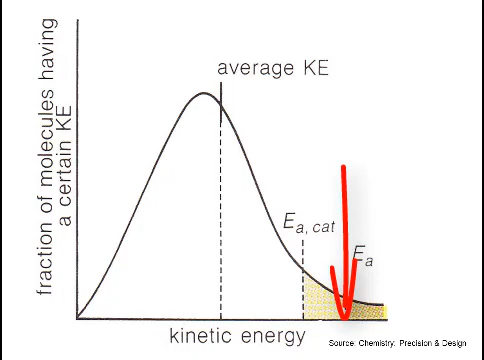 fraction of molecules having
a certain KE
average KE
Ea, cat
Ea
kinetic energy
Source: Chemistry: Precision & Design